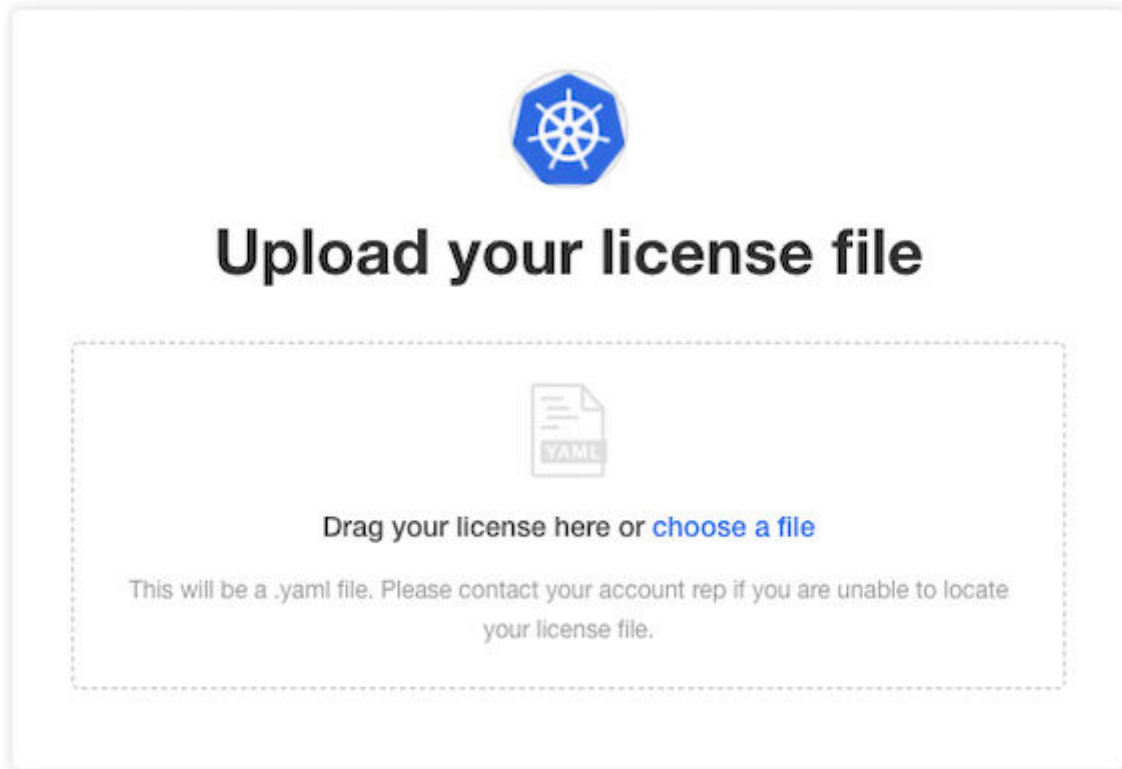 Upload your license file
YAML
Drag your license here or choose a file
This will be a .yaml file. Please contact your account rep if you are unable to locate
your license file.